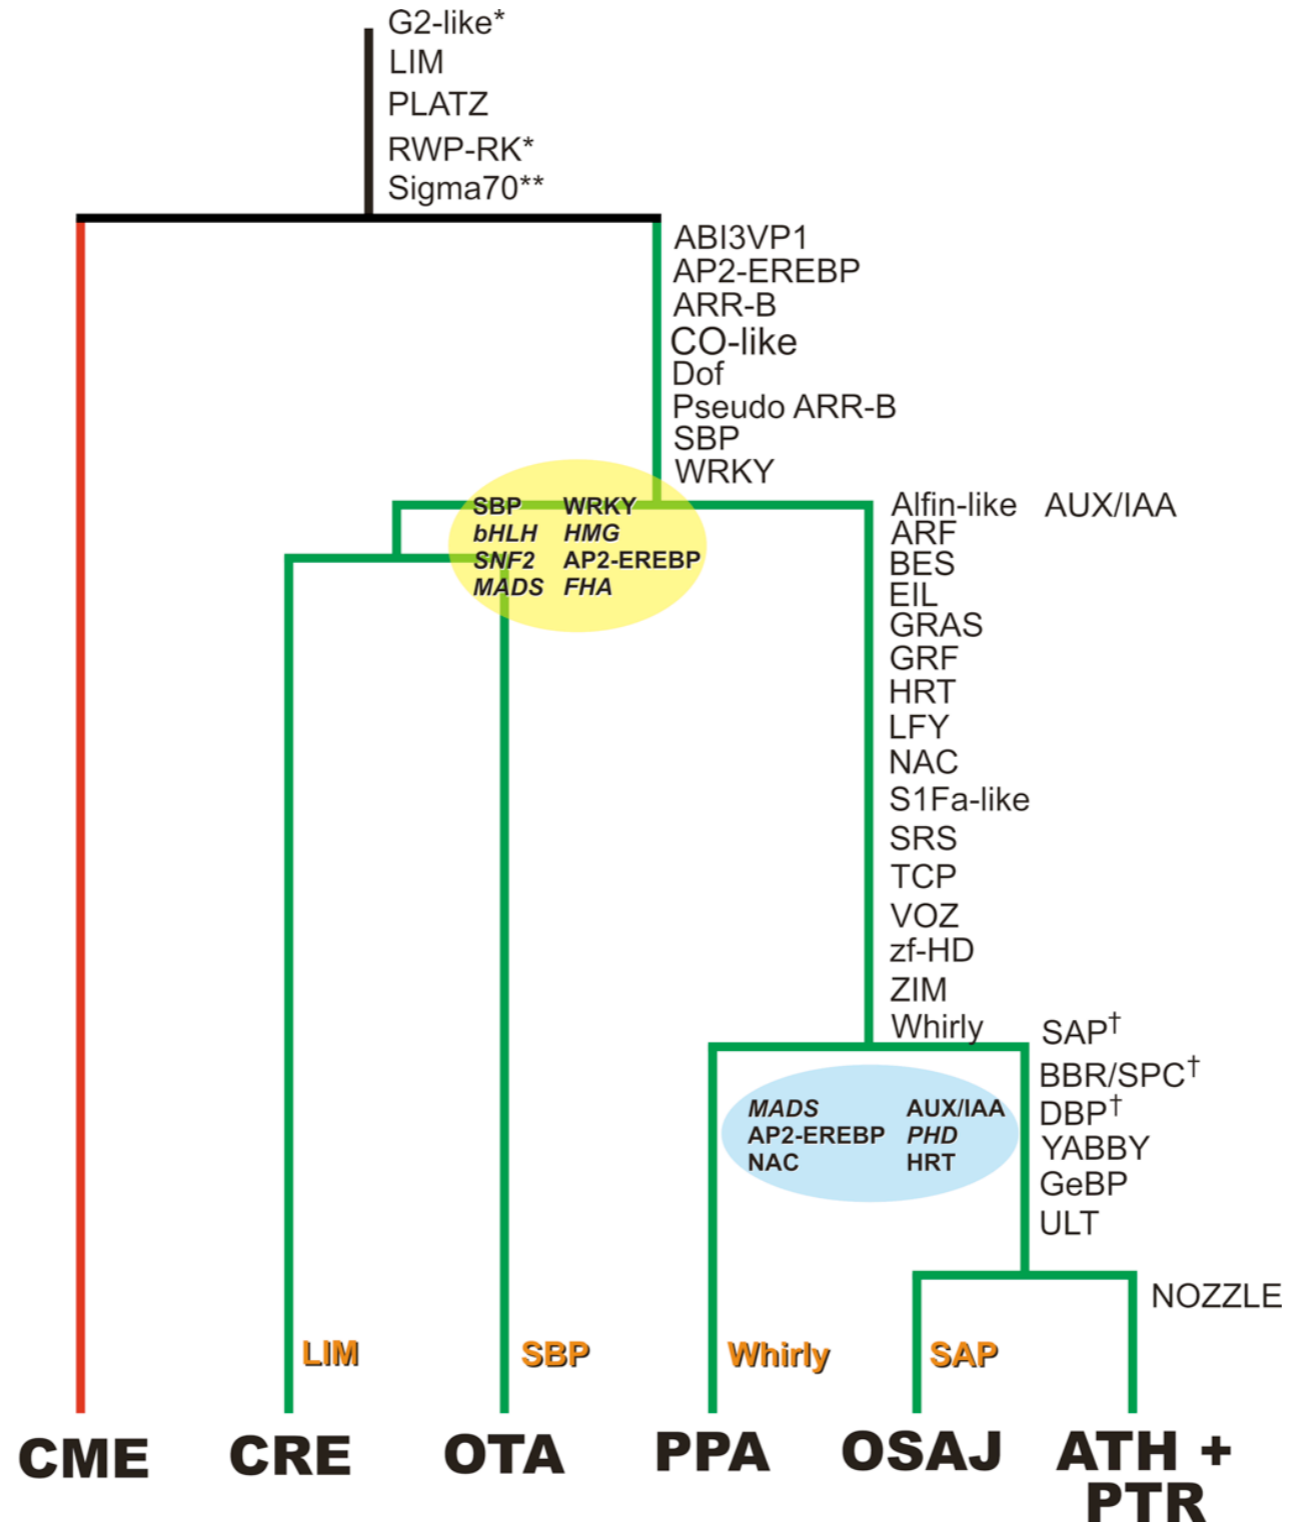 G2-like*
LIM
PLATZ
RWP-RK*
Sigma70**
ABI3VP1
AP2-EREBP
ARR-B
CO-like
Dof
Pseudo ARR-B
SBP
WRKY
SBP WRKY
bHLH HMG
SNF2 AP2-EREBP
MADS FHA
Alfin-like AUX/IAA
ARF
BES
EIL
GRAS
GRF
HRT
LFY
NAC
S1Fa-like
SRS
TCP
VOZ
zf-HD
ZIM
Whirly
SAP†
BBR/SPC†
DBP†
YABBY
GeBP
ULT
MADS AUX/IAA
AP2-EREBP PHD
NAC HRT
NOZZLE
LIM SBP Whirly SAP
CME CRE OTA PPA OSAJ ATH +
PTR